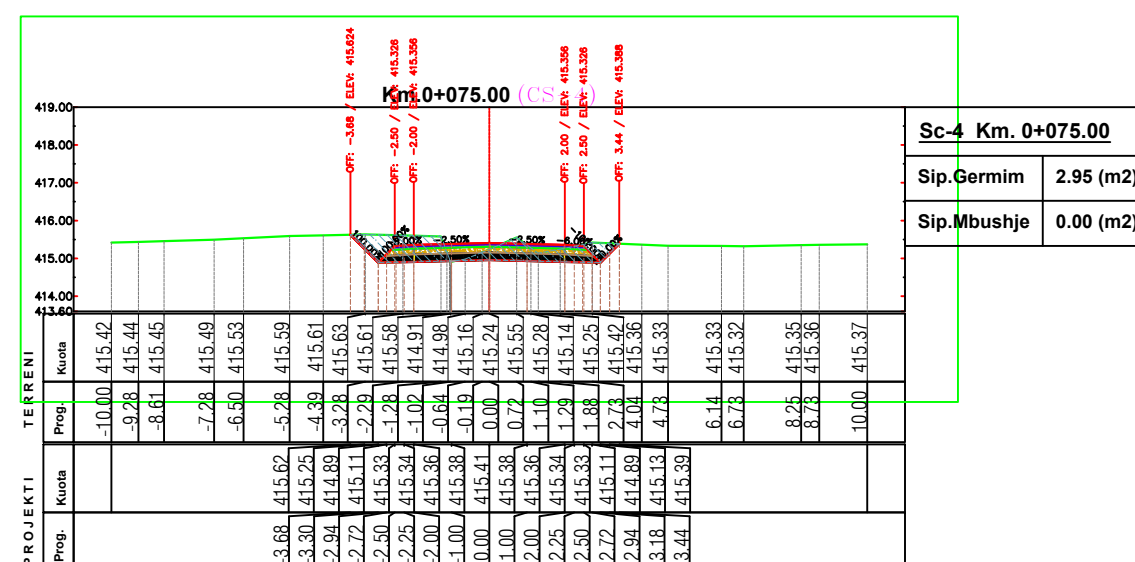 OFF: -3.68 / ELEV: 415.624
OFF: -2.50 / ELEV: 415.326
OFF: -2.00 / ELEV: 415.356
OFF: 2.00 / ELEV: 415.356
OFF: 2.50 / ELEV: 415.326
OFF: 3.44 / ELEV: 415.388
Km.0+075.00 (CS-4)
419.00
418.00
417.00
416.00
415.00
414.00
413.60
-2.50% -2.50%
Sc-4 Km. 0+075.00
Sip.Germim 2.95 (m2)
Sip.Mbushje 0.00 (m2)
TERRENI
Kuota 415.42 415.44 415.45 415.49 415.53 415.59 415.61 415.63 415.61 415.58 414.91 414.98 415.16 415.24 415.55 415.28 415.14 415.25 415.42 415.36 415.33 415.33 415.32 415.35 415.36 415.37
Prog. -10.00 -9.28 -8.61 -7.28 -6.50 -5.28 -4.39 -3.28 -2.29 -1.28 -1.02 -0.64 -0.19 0.00 0.72 1.10 1.29 1.88 2.73 4.04 4.73 6.14 6.73 8.25 8.73 10.00
PROJEKTI
Kuota 415.62 415.25 414.89 415.11 415.33 415.34 415.36 415.38 415.41 415.38 415.36 415.34 415.33 415.11 414.89 415.13 415.39
Prog. -3.68 -3.30 -2.94 -2.72 -2.50 -2.25 -2.00 -1.00 0.00 1.00 2.00 2.25 2.50 2.72 2.94 3.18 3.44